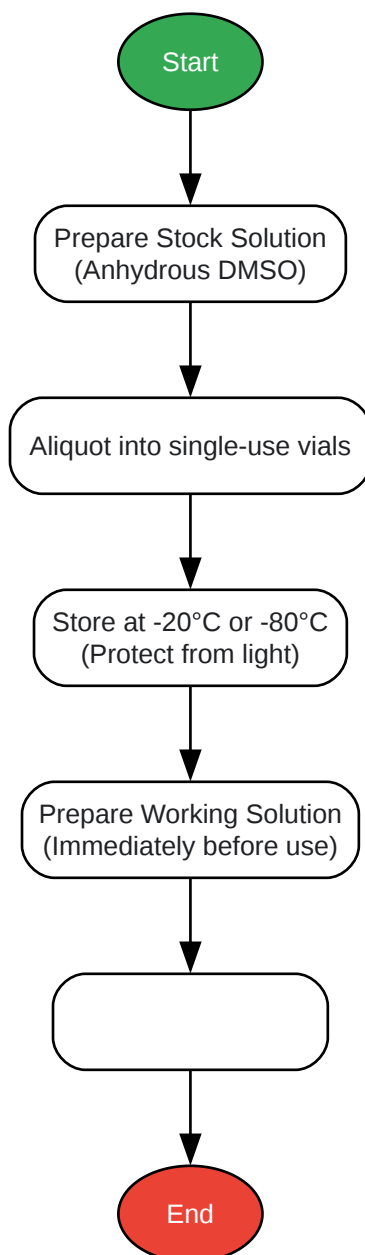 Start
Prepare Stock Solution
(Anhydrous DMSO)
Aliquot into single-use vials
Store at -20°C or -80°C
(Protect from light)
Prepare Working Solution
(Immediately before use)
End